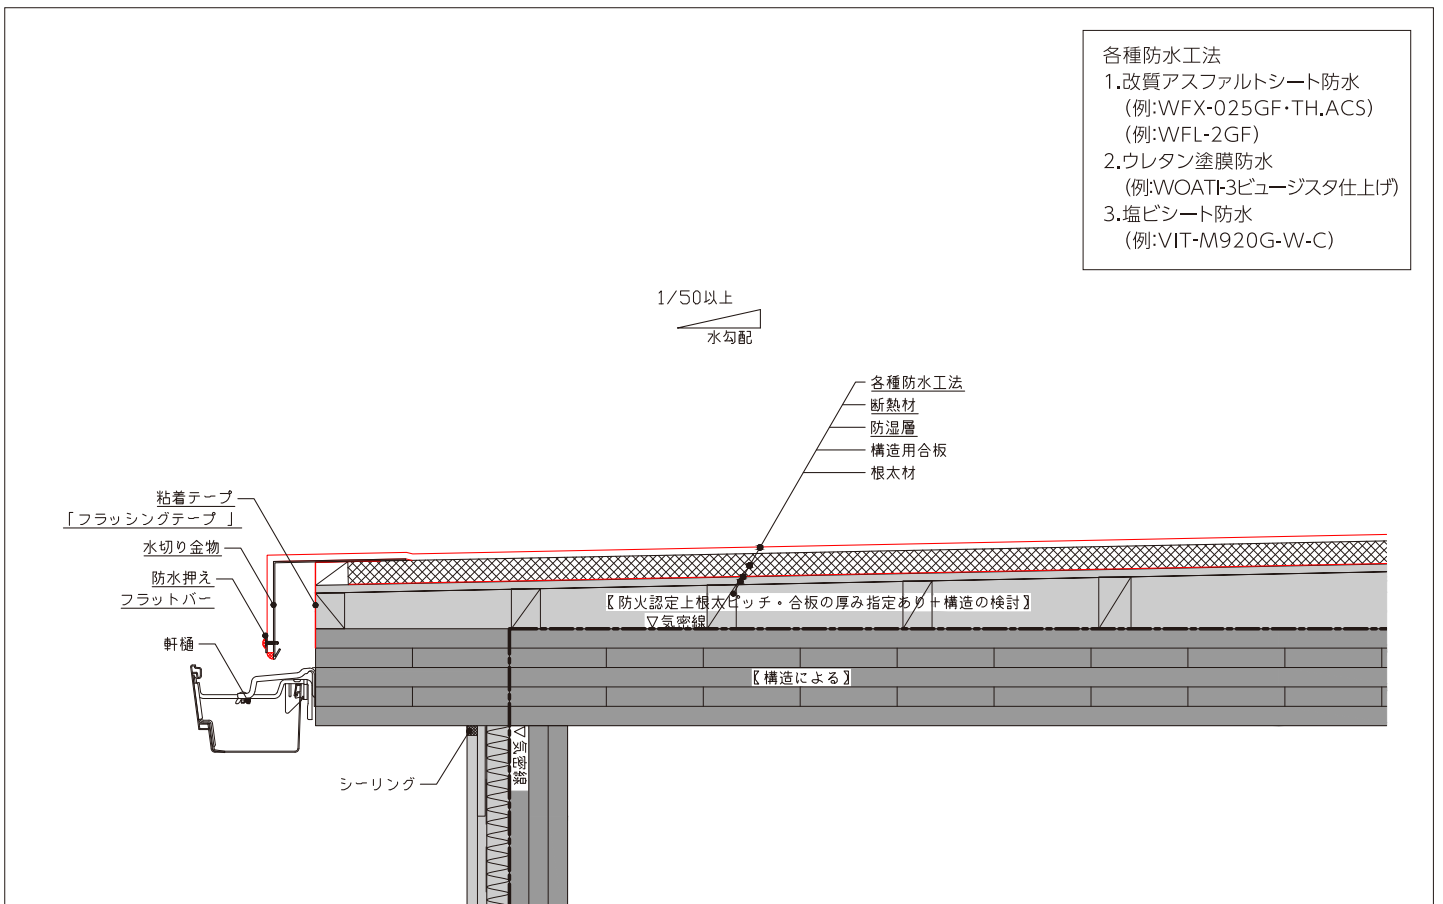 各種防水工法
1.改質アスファルトシート防水
(例:WFX-025GF・TH.ACS)
(例:WFL-2GF)
2.ウレタン塗膜防水
(例:WOATI-3ビュージスタ仕上げ)
3.塩ビシート防水
(例:VIT-M920G-W-C)
1/50以上
水勾配
各種防水工法
断熱材
防湿層
構造用合板
根太材
粘着テープ
「フラッシングテープ 」
水切り金物
防水押え
フラットバー
軒樋
【防火認定上根太ピッチ・合板の厚み指定あり+構造の検討】
▽気密線
【構造による】
▽気密線
シーリング